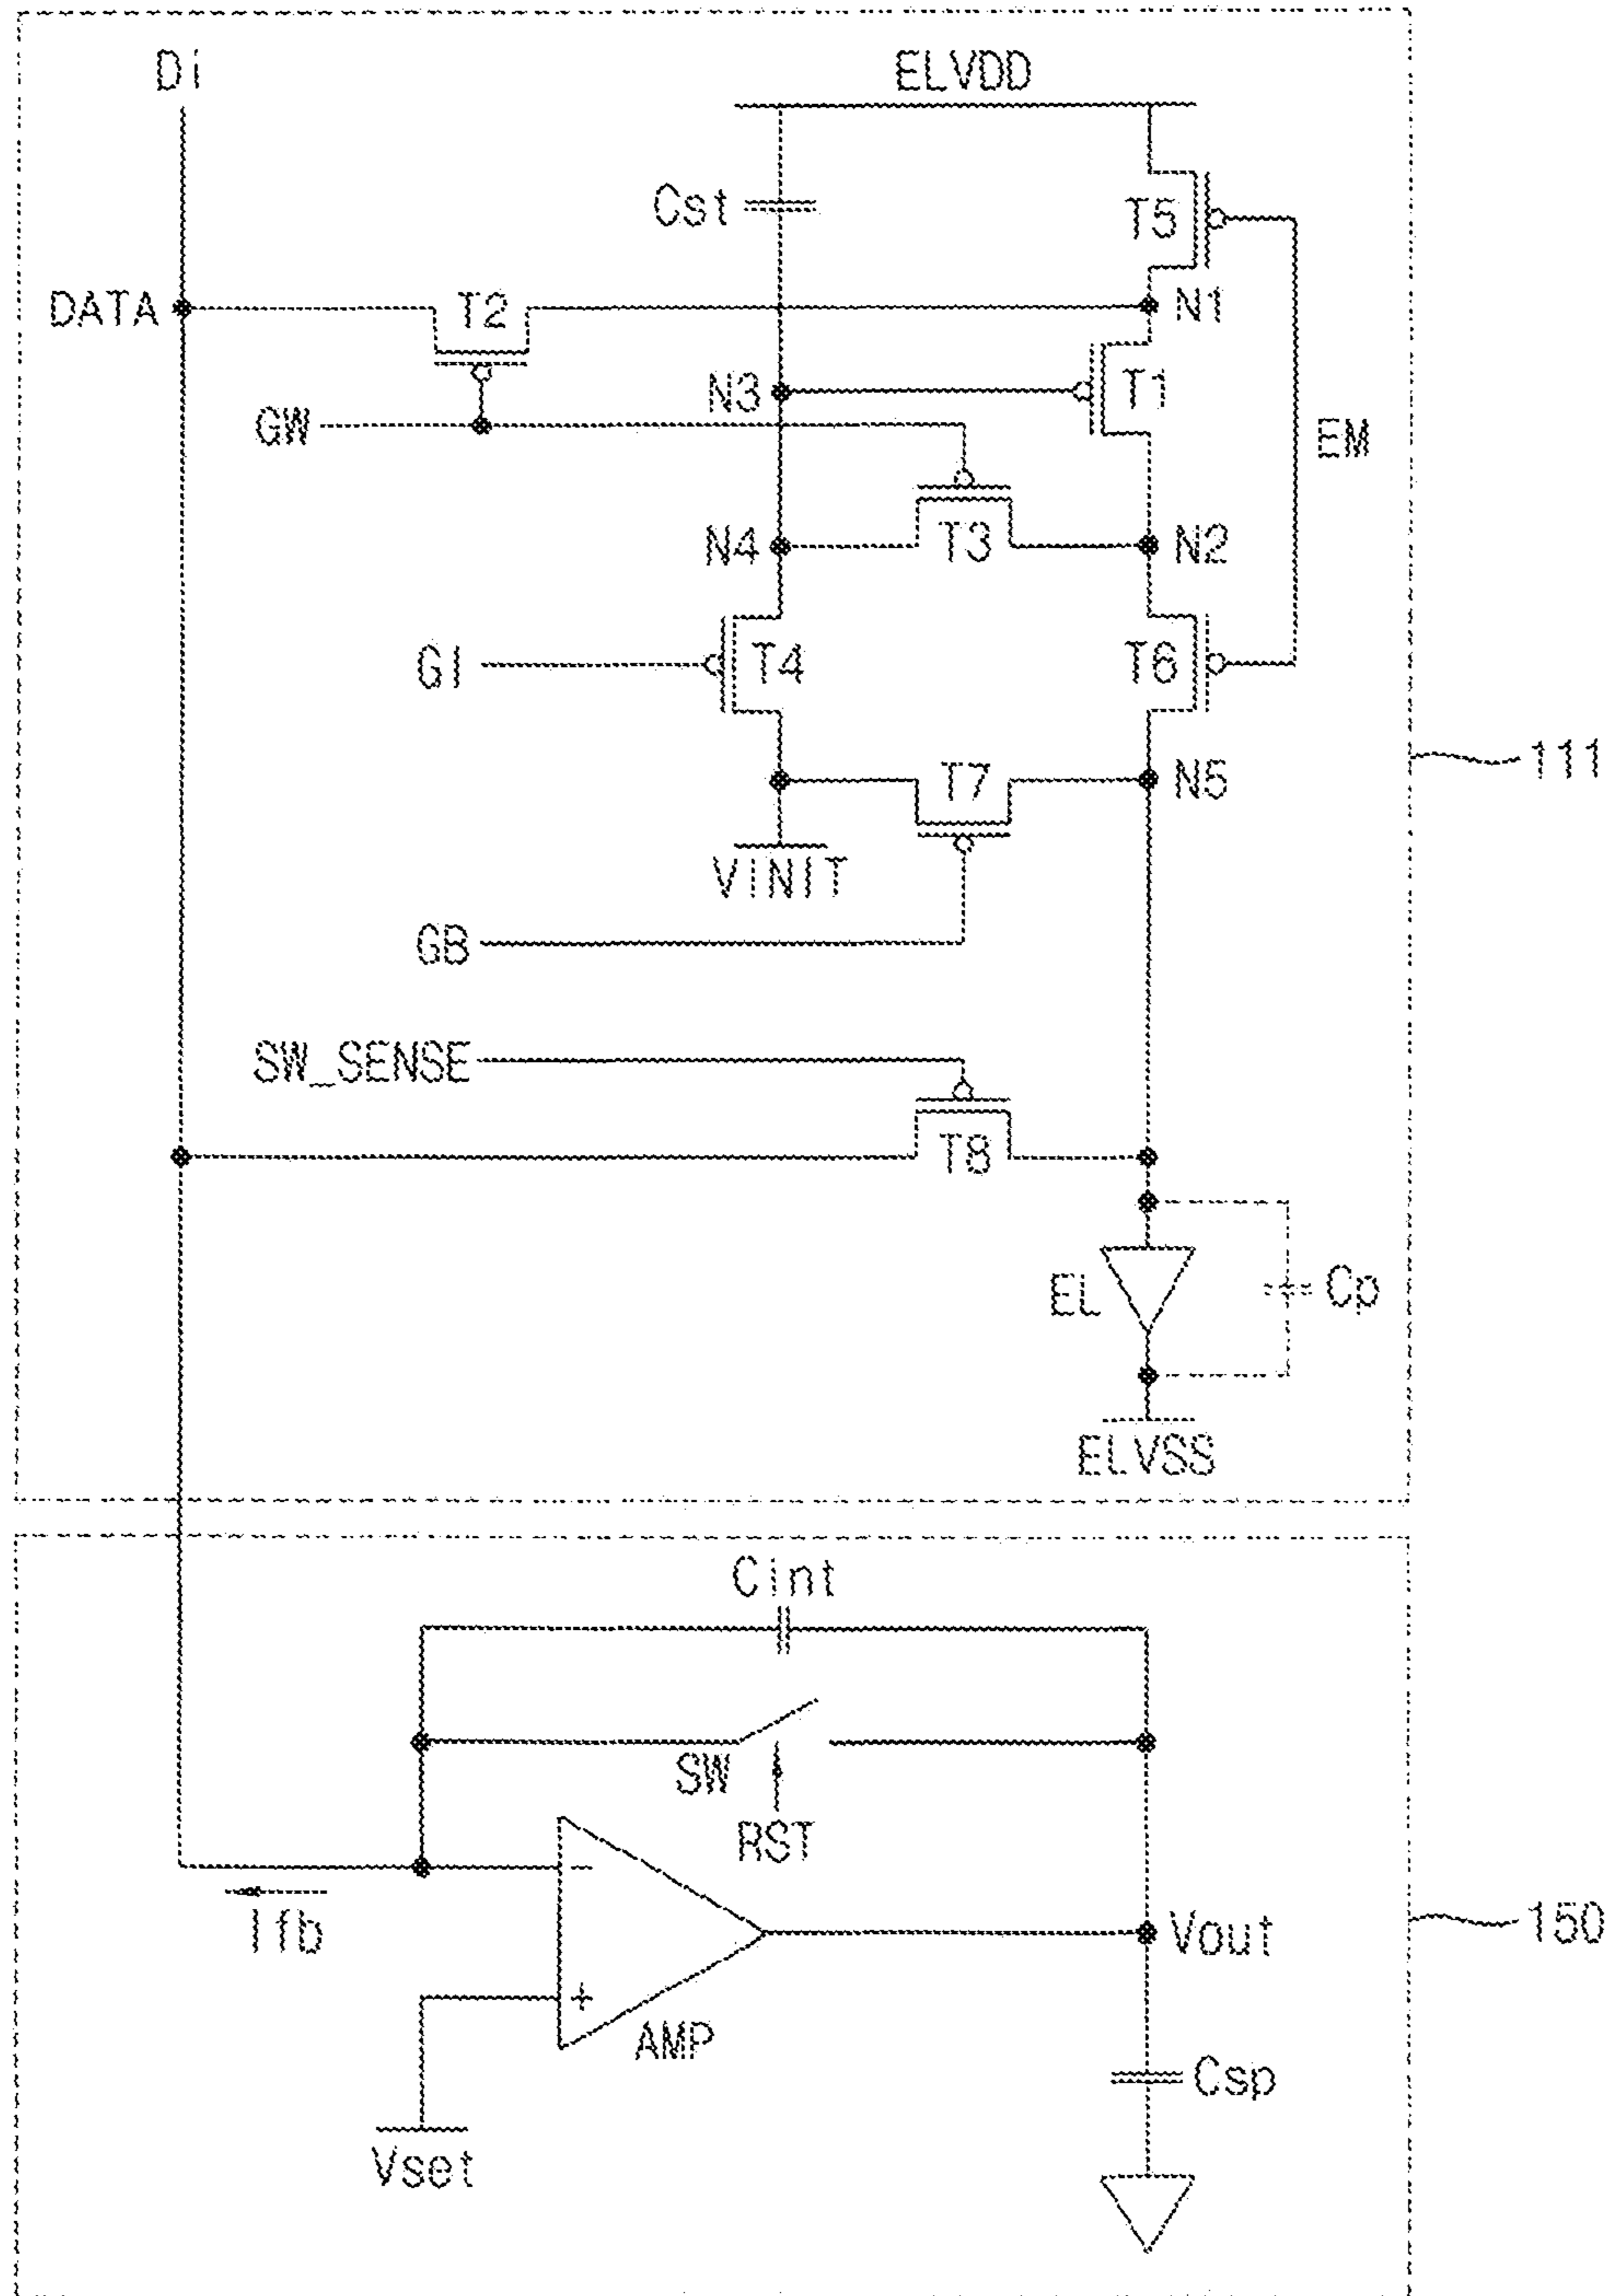 Di
ELVDD
Cst
T5
DATA
T2
N1
N3
T1
GW
EM
N4
T3
N2
GI
T4
T6
T7
N5
111
VINIT
GB
SW_SENSE
T8
EL
Cp
ELVSS
Cint
SW
RST
−
Ifb
Vout
150
+
AMP
Csp
Vset